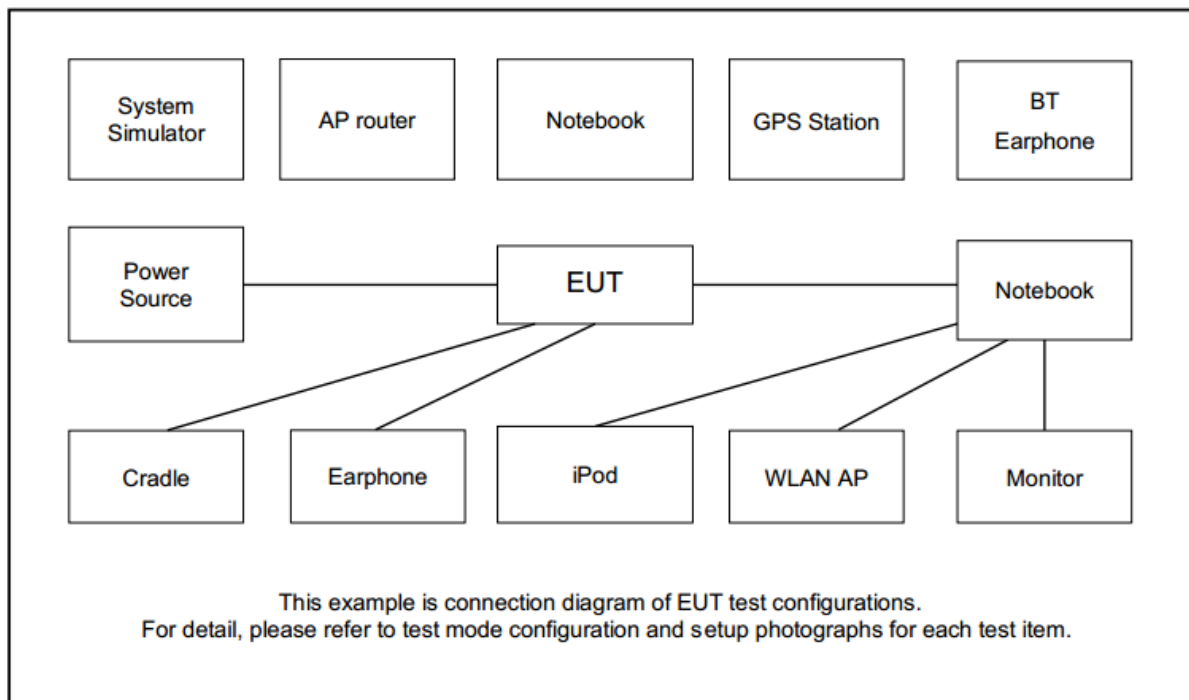 System
Simulator
AP router
Notebook
GPS Station
BT
Earphone
Power
Source
EUT
Notebook
Cradle
Earphone
iPod
WLAN AP
Monitor
This example is connection diagram of EUT test configurations.
For detail, please refer to test mode configuration and setup photographs for each test item.